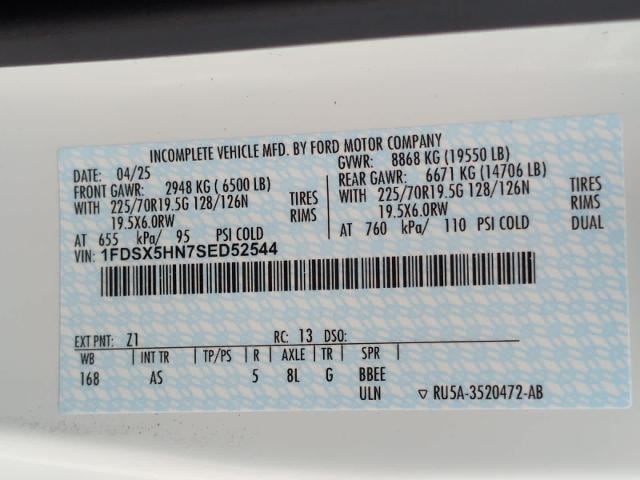 INCOMPLETE VEHICLE MFD. BY FORD MOTOR COMPANY
DATE: 04/25 GVWR: 8868 KG (19550 LB)
FRONT GAWR: 2948 KG ( 6500 LB) REAR GAWR: 6671 KG (14706 LB)
WITH 225/70R19.5G 128/126N TIRES WITH 225/70R19.5G 128/126N TIRES
19.5X6.0RW RIMS 19.5X6.0RW RIMS
AT 655 kPa/ 95 PSI COLD AT 760 kPa/ 110 PSI COLD DUAL
VIN: 1FDSX5HN7SED52544
EXT PNT: Z1 RC: 13 DSO:
WB INT TR TP/PS R AXLE TR SPR
168 AS 5 8L G BBEE
ULN ▽ RU5A-3520472-AB